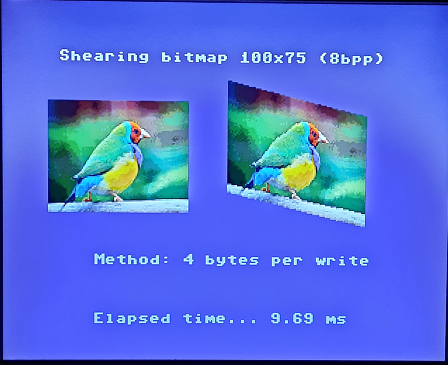 Shearing bitmap 100x75 (8bpp)
Method: 4 bytes per write
Elapsed time... 9.69 ms